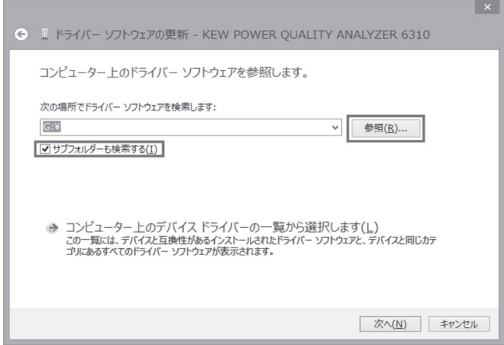 ドライバー ソフトウェアの更新 - KEW POWER QUALITY ANALYZER 6310
コンピューター上のドライバー ソフトウェアを参照します。
次の場所でドライバー ソフトウェアを検索します:
G:¥
参照(R)...
サブフォルダーも検索する(I)
コンピューター上のデバイス ドライバーの一覧から選択します(L)
この一覧には、デバイスと互換性があるインストールされたドライバー ソフトウェアと、デバイスと同じカテ
ゴリにあるすべてのドライバー ソフトウェアが表示されます。
次へ(N)
キャンセル